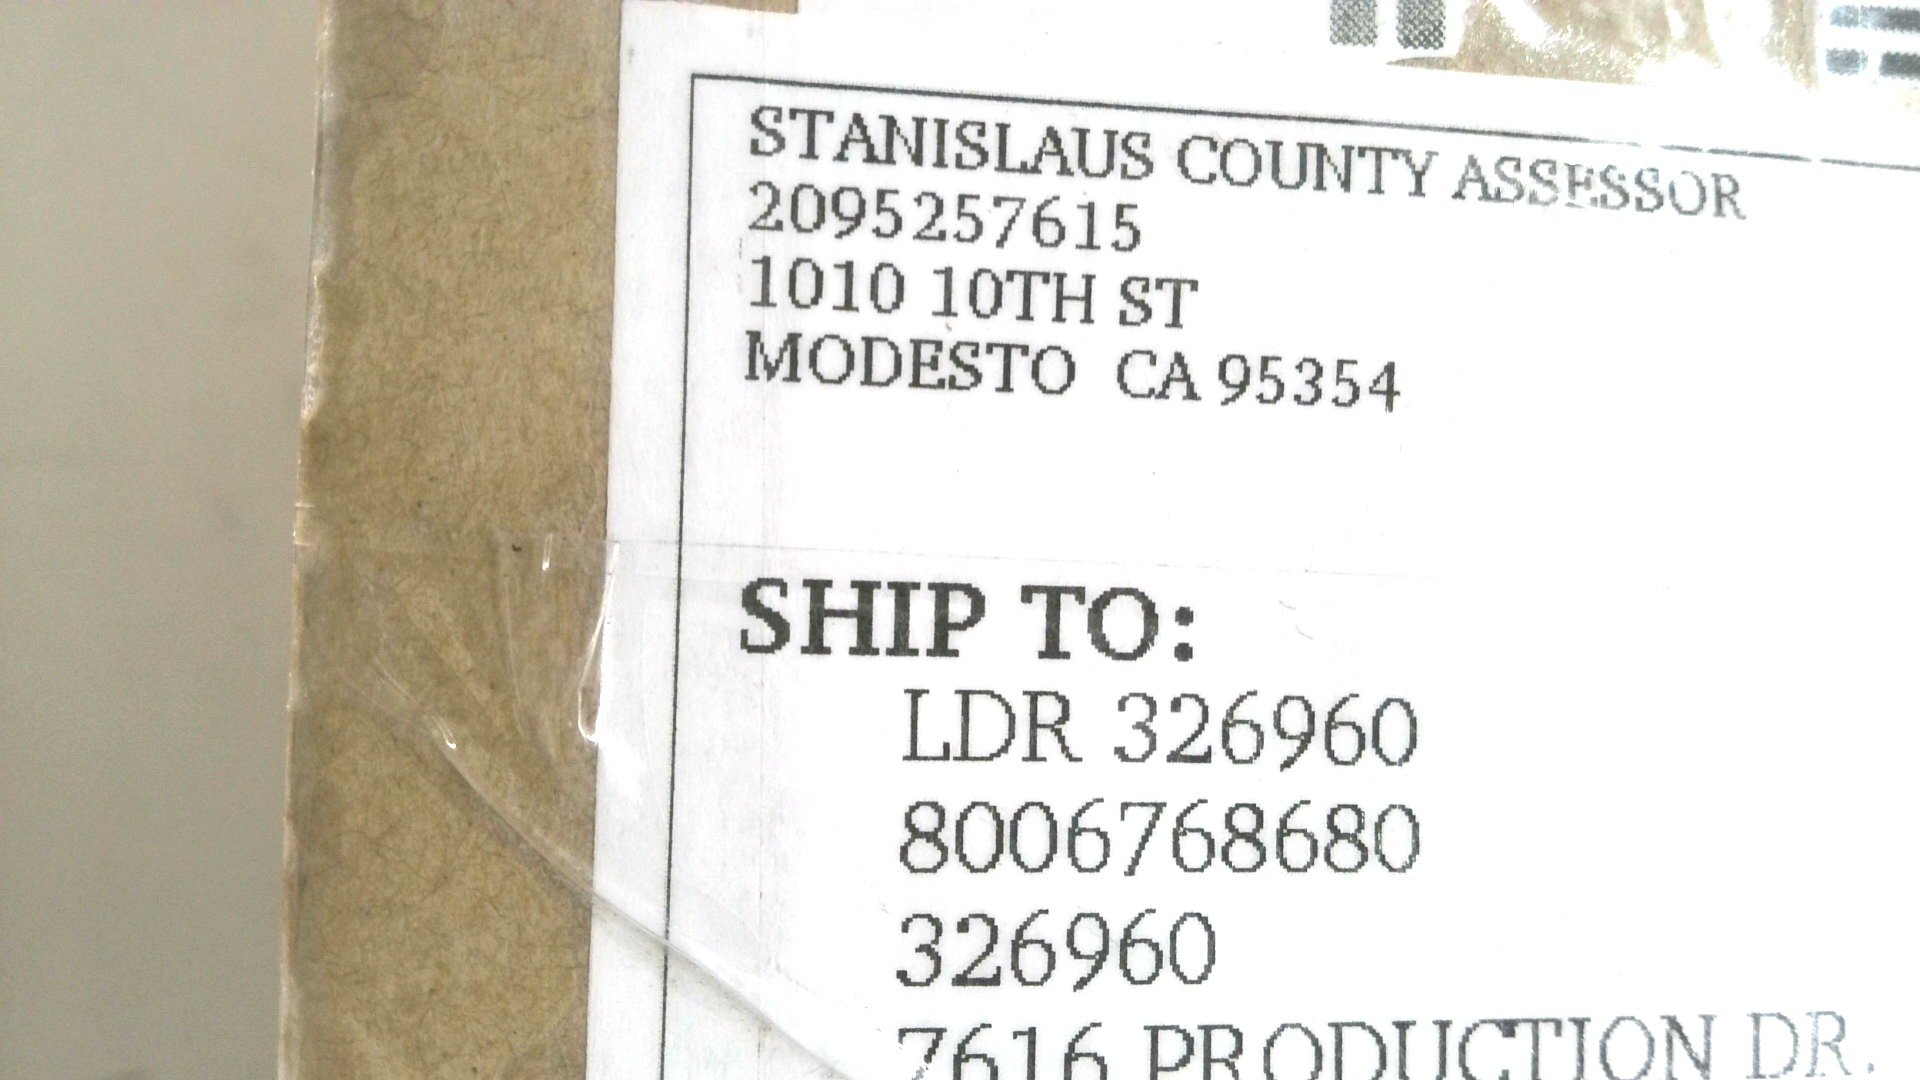 STANISLAUS COUNTY ASSESSOR
2095257615
1010 10TH ST
MODESTO CA 95354
SHIP TO:
LDR 326960
8006768680
326960
7616 PRODUCTION DR.